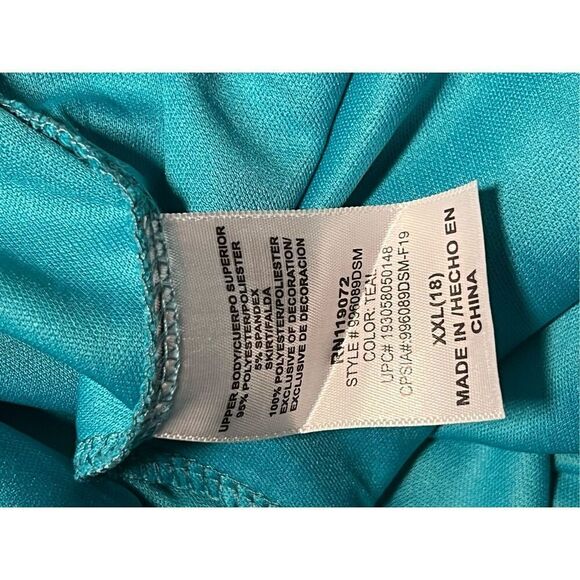 UPPER BODY/CUERPO SUPERIOR
95% POLYESTER/POLIESTER
5% SPANDEX
SKIRT/FALDA
100% POLYESTER/POLIESTER
EXCLUSIVE OF DECORATION/
EXCLUSIVE DE DECORACION
RN119072
STYLE # 996089DSM
COLOR: TEAL
UPC# 193058050148
CPSIA#:996089DSM-F19
XXL(18)
MADE IN /HECHO EN
CHINA